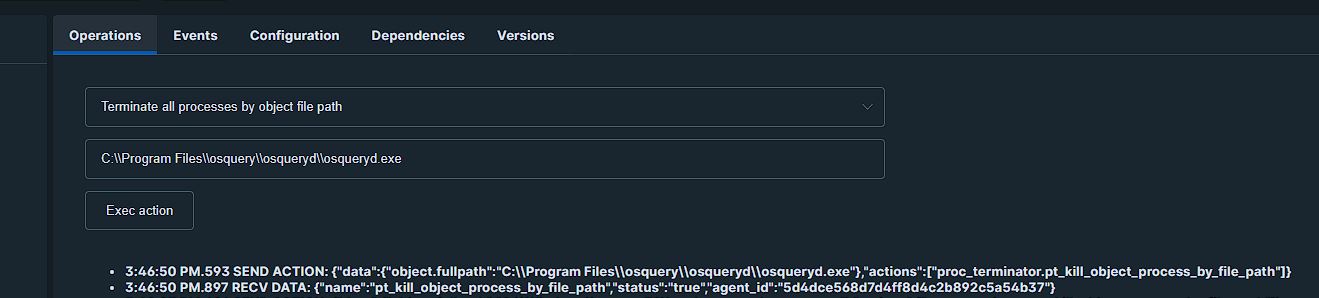 Operations Events Configuration Dependencies Versions
Terminate all processes by object file path
C:\\Program Files\\osquery\\osqueryd\\osqueryd.exe
Exec action
• 3:46:50 PM.593 SEND ACTION: {"data":{"object.fullpath":"C:\\Program Files\\osquery\\osqueryd\\osqueryd.exe"},"actions":["proc_terminator.pt_kill_object_process_by_file_path"]}
• 3:46:50 PM.897 RECV DATA: {"name":"pt_kill_object_process_by_file_path","status":"true","agent_id":"5d4dce568d7d4ff8d4c2b892c5a54b37"}